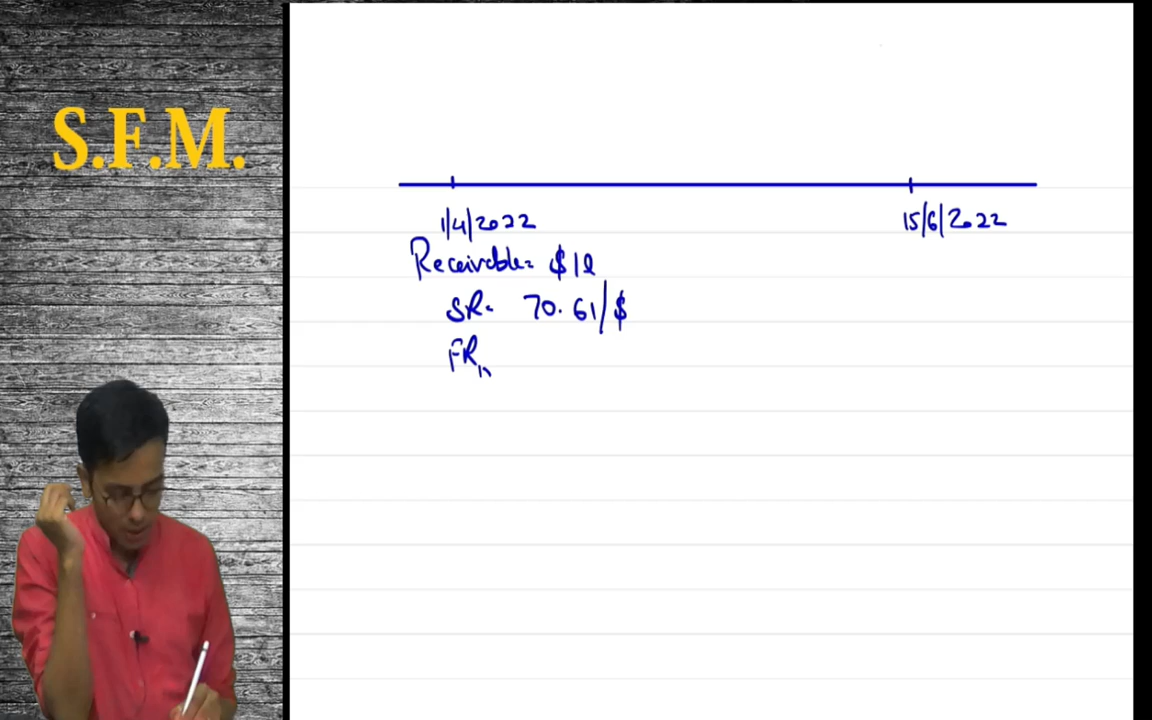 S.F.M.
1/4/2022
15/6/2022
Receivable = $1l
SR = 70.61/$
FR